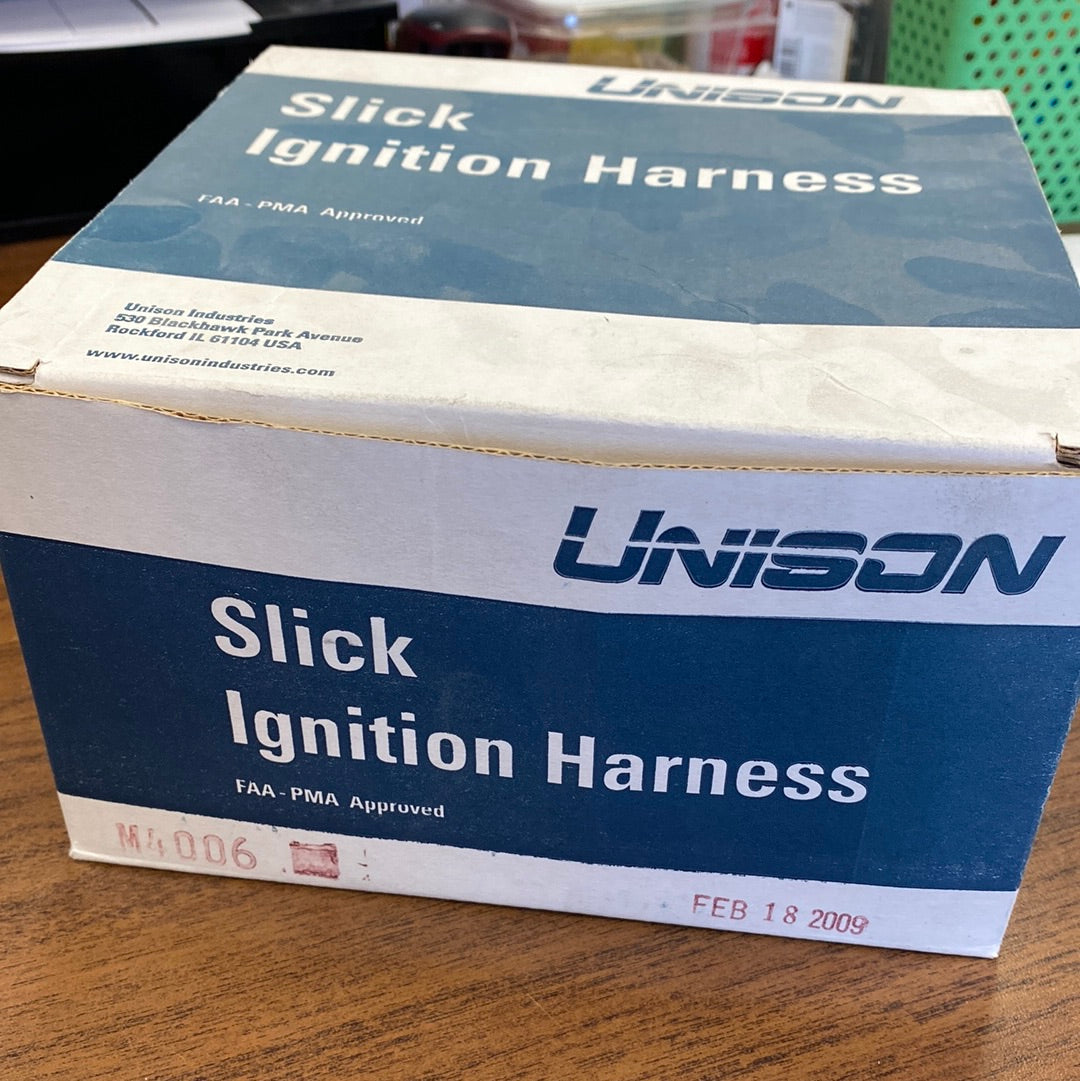 UNISON
Slick
Ignition Harness
FAA - PMA Approved
Unison Industries
530 Blackhawk Park Avenue
Rockford IL 61104 USA
www.unisonindustries.com
UNISON
Slick
Ignition Harness
FAA - PMA Approved
M4006
FEB 18 2009